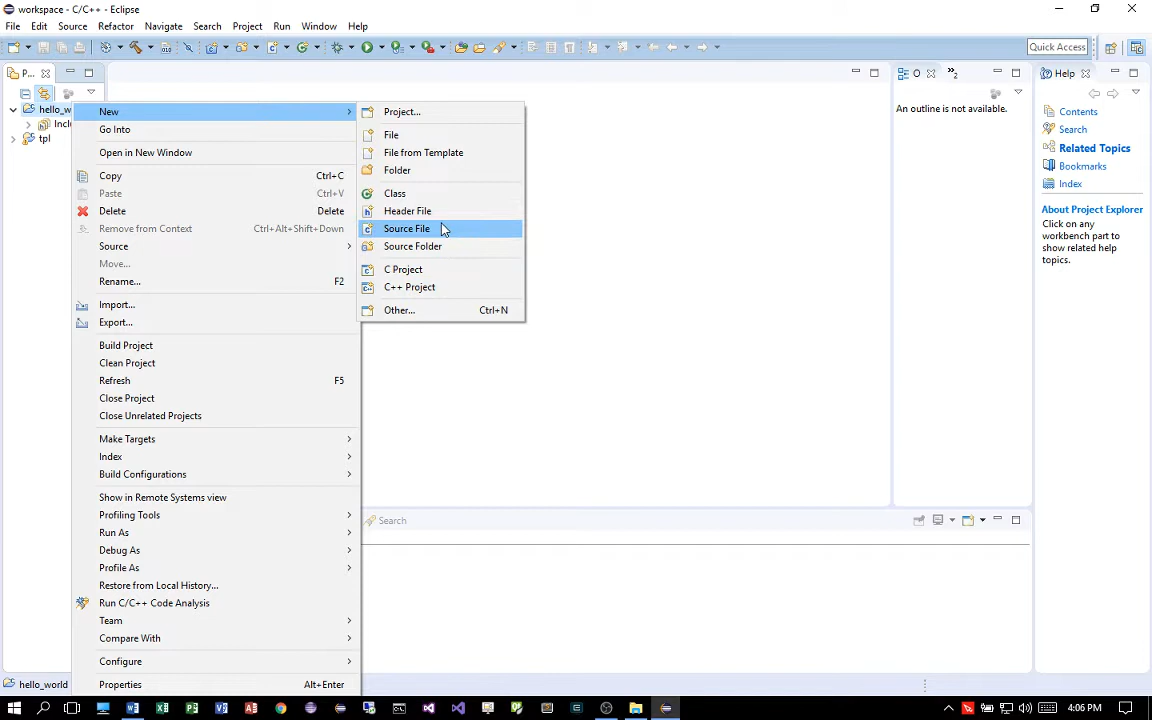 workspace - C/C++ - Eclipse
File Edit Source Refactor Navigate Search Run Window Help
Quick Access
P...
hello_w
Incl
tpl
New
Go Into
Open in New Window
Copy Ctrl+C
Paste Ctrl+V
Delete Delete
Remove from Context Ctrl+Alt+Shift+Down
Source
Move...
Rename... F2
Import...
Export...
Build Project
Clean Project
Refresh F5
Close Project
Close Unrelated Projects
Make Targets
Index
Build Configurations
Show in Remote Systems view
Profiling Tools
Run As
Debug As
Profile As
Restore from Local History...
Run C/C++ Code Analysis
Team
Compare With
Configure
Properties Alt+Enter
Project...
File
File from Template
Folder
Class
Header File
Source File
Source Folder
C Project
C++ Project
Other... Ctrl+N
Search
O
2
An outline is not available.
Help
Contents
Search
Related Topics
Bookmarks
Index
About Project Explorer
Click on any
workbench part to
show related help
topics.
hello_world
4:06 PM